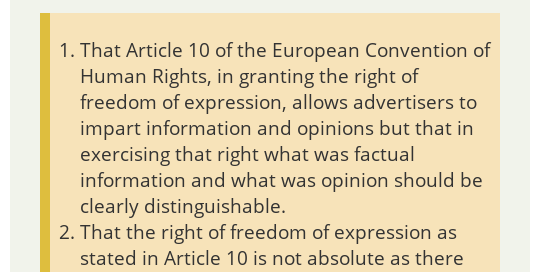 1. That Article 10 of the European Convention of
Human Rights, in granting the right of
freedom of expression, allows advertisers to
impart information and opinions but that in
exercising that right what was factual
information and what was opinion should be
clearly distinguishable.
2. That the right of freedom of expression as
stated in Article 10 is not absolute as there